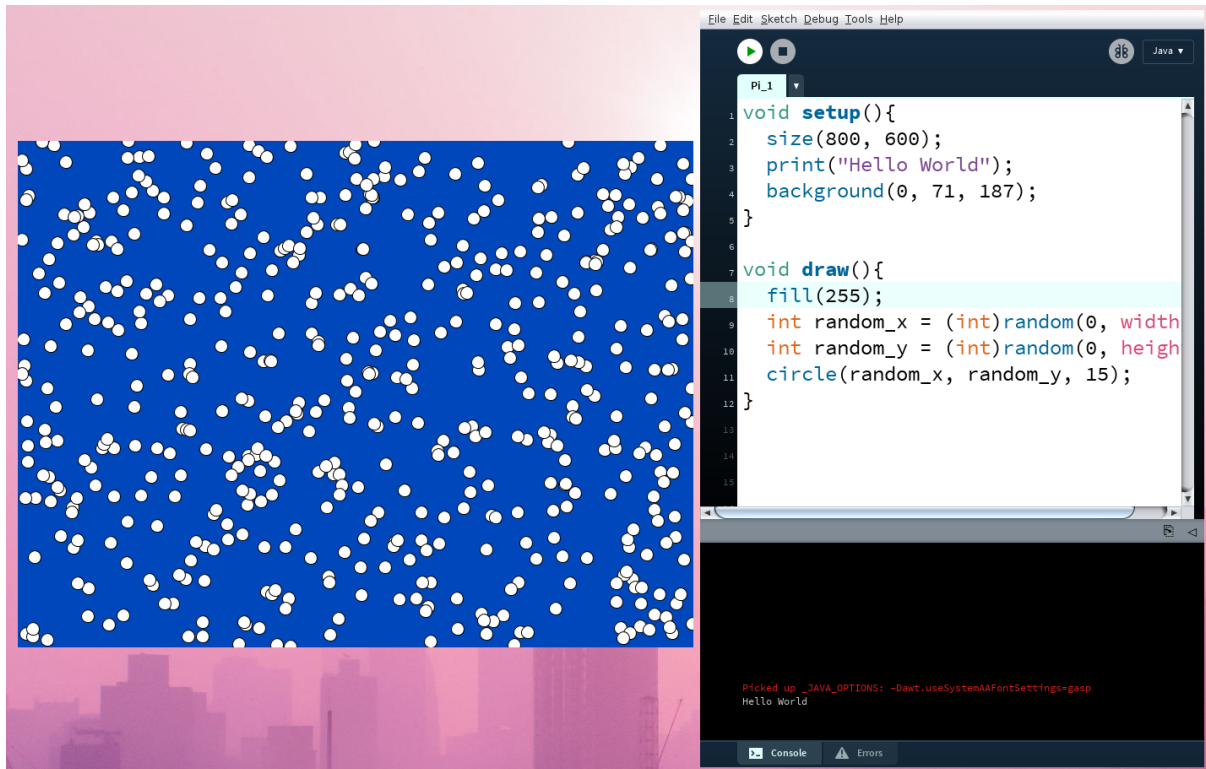 File Edit Sketch Debug Tools Help
Java ▼
Pi_1 ▼
1 void setup(){
2 size(800, 600);
3 print("Hello World");
4 background(0, 71, 187);
5 }
6
7 void draw(){
8 fill(255);
9 int random_x = (int)random(0, width
10 int random_y = (int)random(0, heigh
11 circle(random_x, random_y, 15);
12 }
13
14
15
Picked up _JAVA_OPTIONS: -Dawt.useSystemAAFontSettings=gasp
Hello World
Console Errors